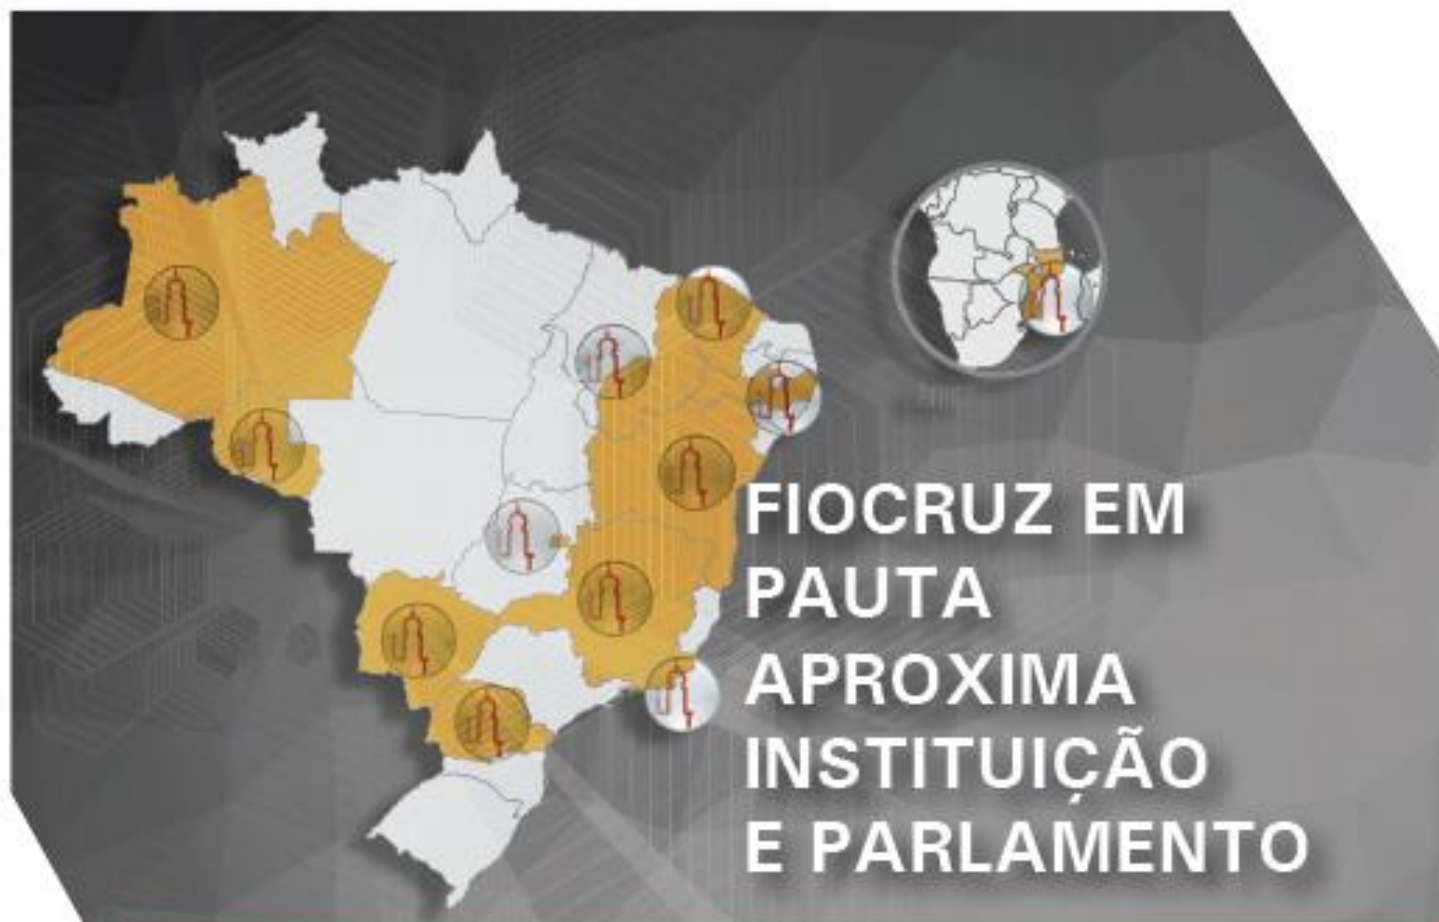 FIOCRUZ EM
PAUTA
APROXIMA
INSTITUIÇÃO
E PARLAMENTO